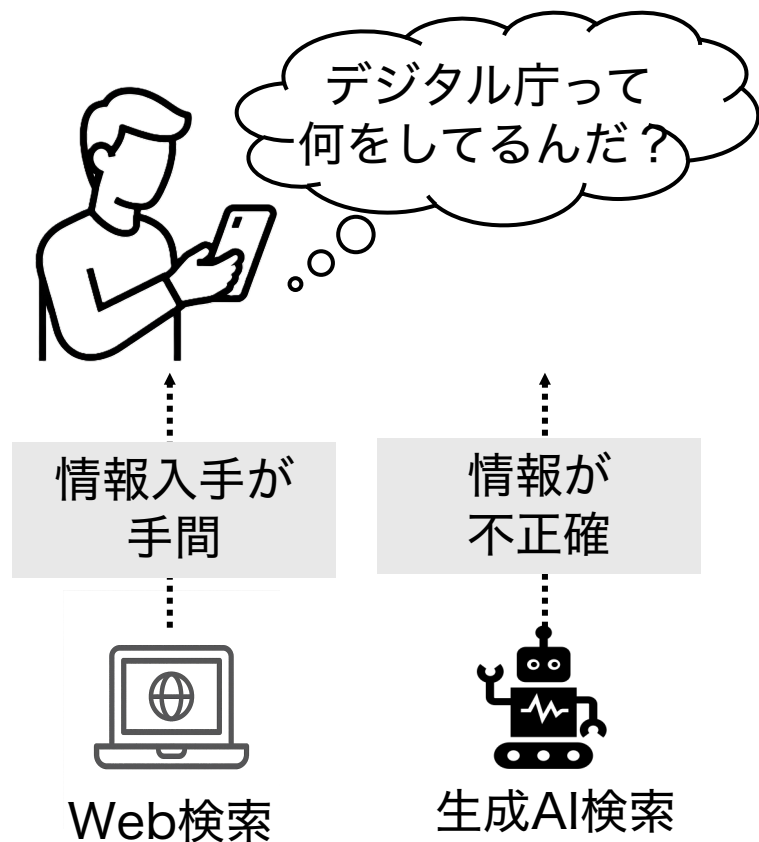 デジタル庁って
何をしてるんだ？
情報入手が
手間
情報が
不正確
Web検索
生成AI検索